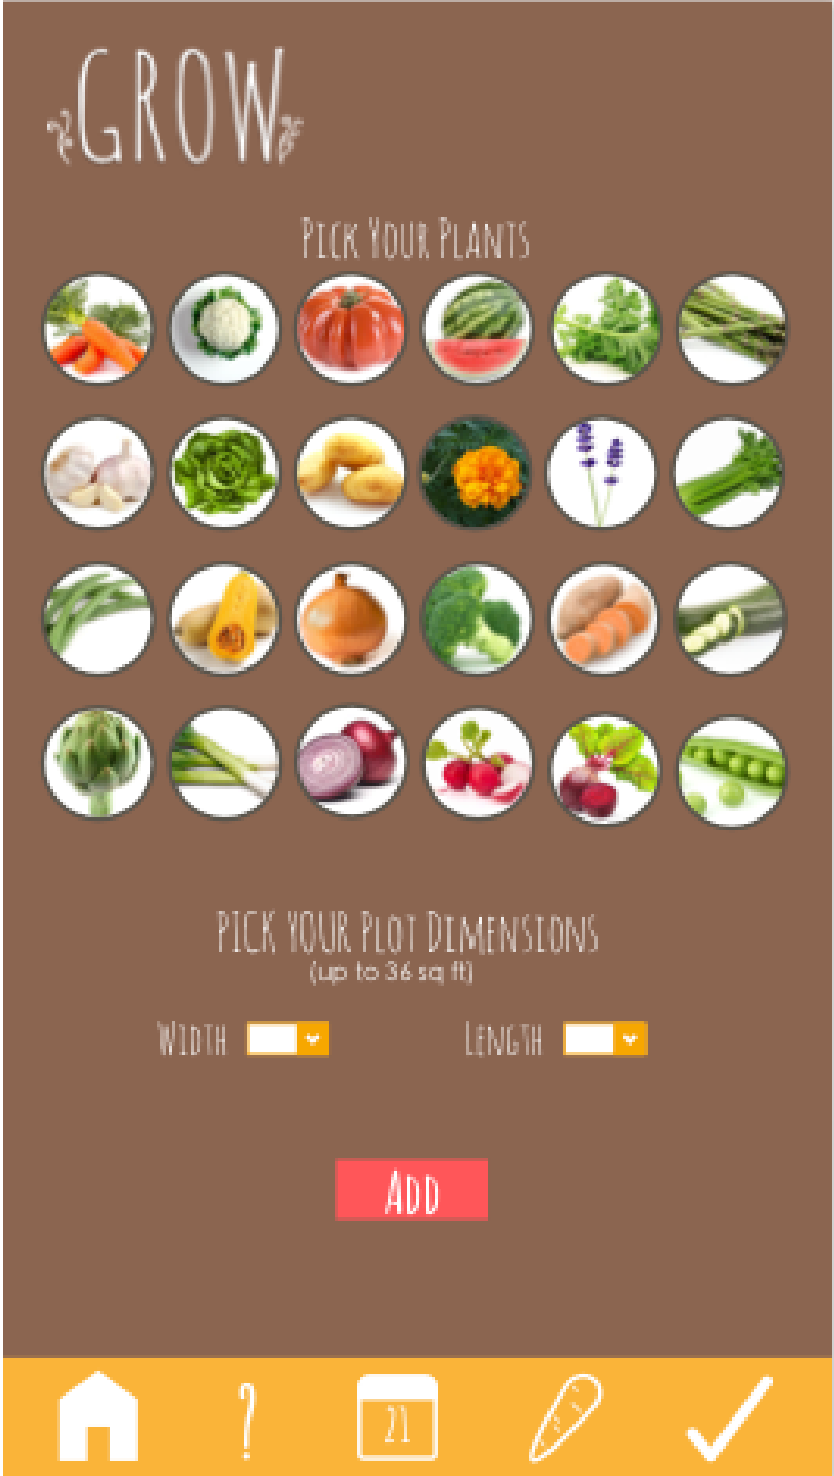 GROW
Pick Your Plants
PICK YOUR Plot Dimensions
(up to 36 sq ft)
Width Length
Add
? 21